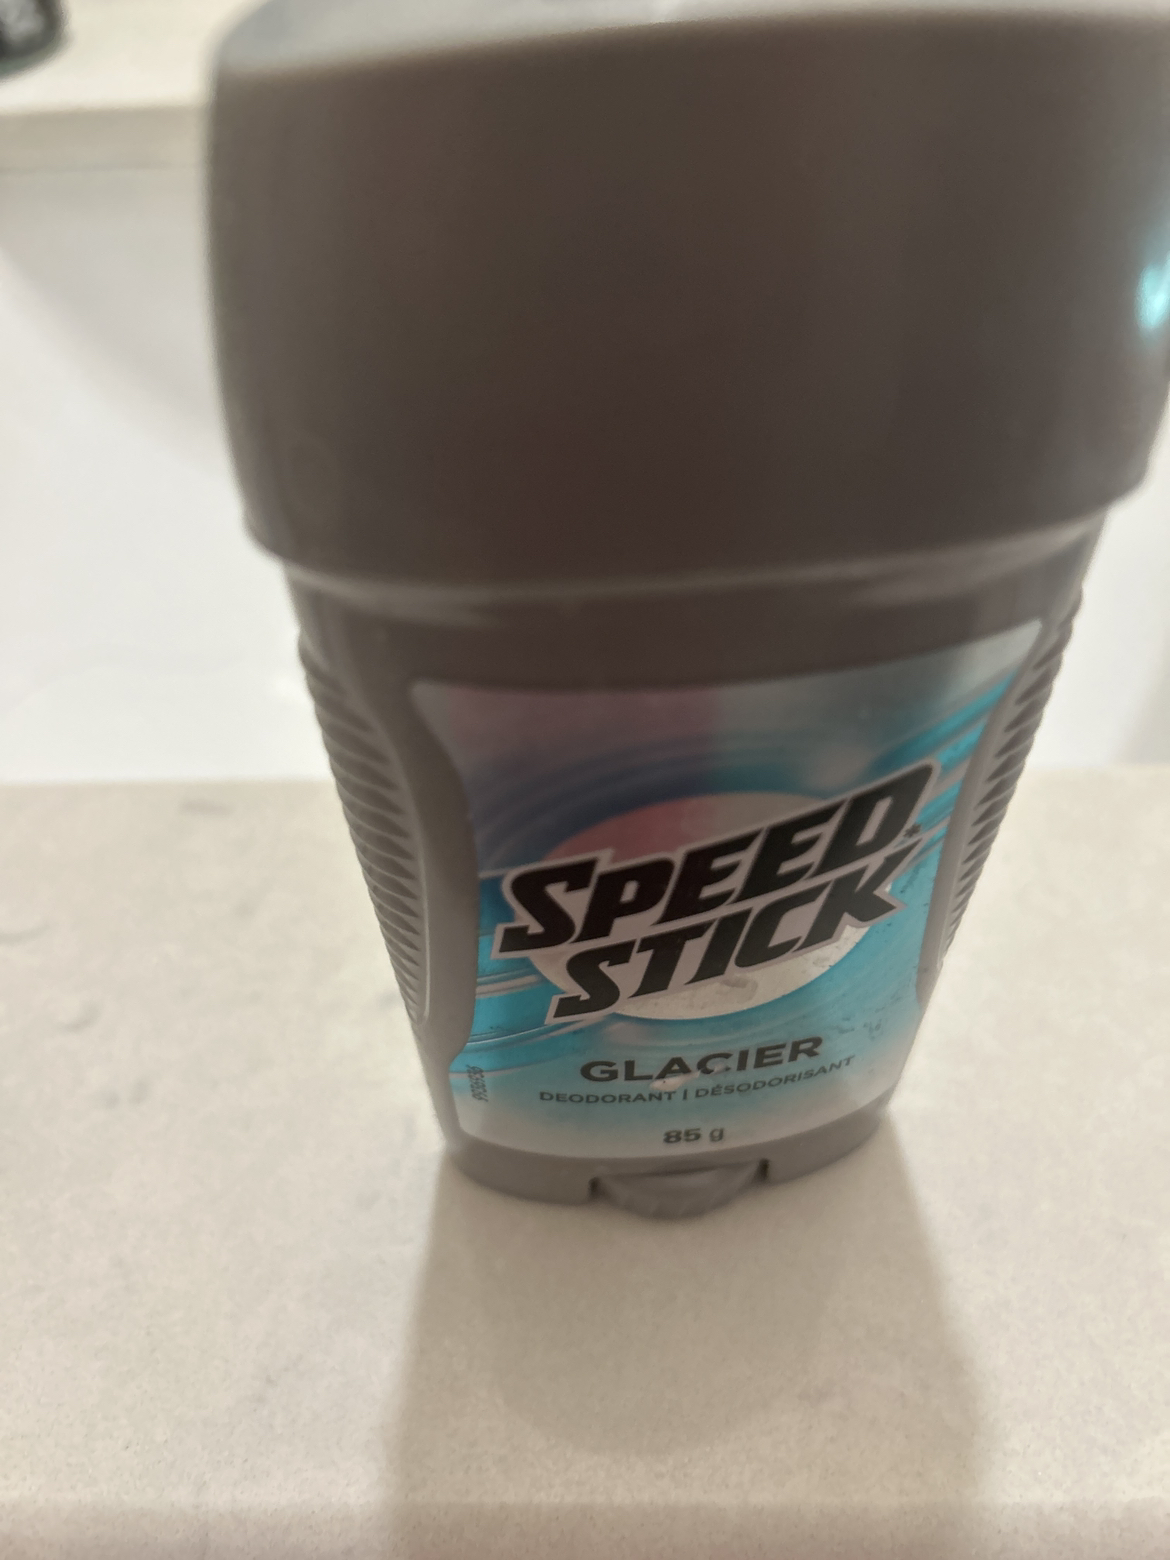 SPEED
STICK*
GLACIER
DEODORANT | DÉSODORISANT
85 g